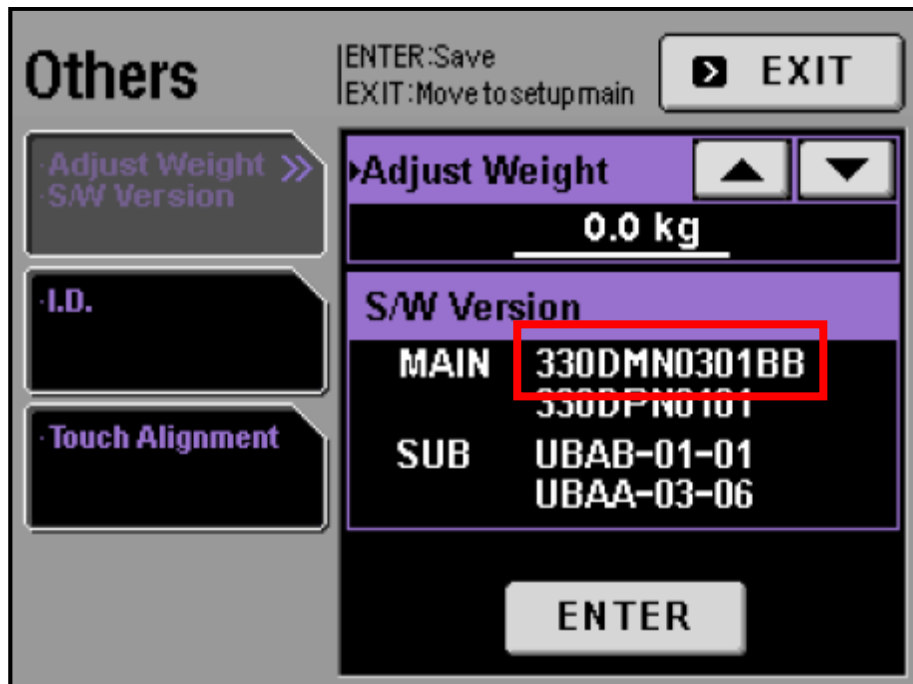 Others
ENTER:Save
EXIT:Move to setup main
EXIT
·Adjust Weight
·S/W Version
·I.D.
·Touch Alignment
Adjust Weight
0.0 kg
S/W Version
MAIN 330DMN0301BB
330DPN0101
SUB UBAB-01-01
UBAA-03-06
ENTER